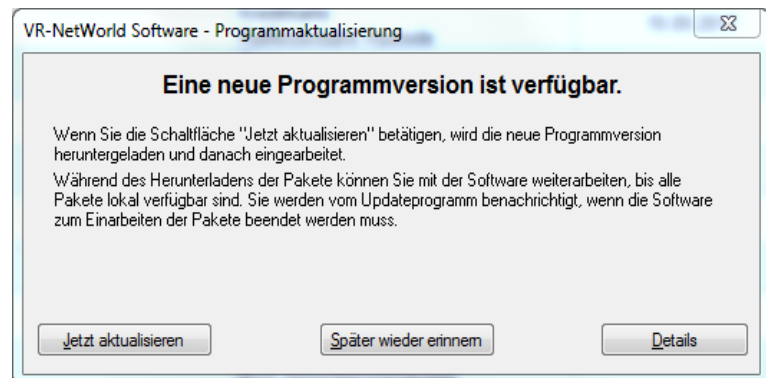 VR-NetWorld Software - Programmaktualisierung
Eine neue Programmversion ist verfügbar.
Wenn Sie die Schaltfläche "Jetzt aktualisieren" betätigen, wird die neue Programmversion
heruntergeladen und danach eingearbeitet.
Während des Herunterladens der Pakete können Sie mit der Software weiterarbeiten, bis alle
Pakete lokal verfügbar sind. Sie werden vom Updateprogramm benachrichtigt, wenn die Software
zum Einarbeiten der Pakete beendet werden muss.
Jetzt aktualisieren
Später wieder erinnern
Details